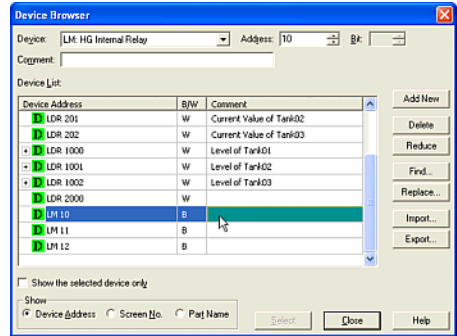 Device Browser
Device: LM: HG Internal Relay Address: 10 Bit:
Comment:
Device List:
Device Address B/W Comment
D LDR 201 W Current Value of Tank02
D LDR 202 W Current Value of Tank03
D LDR 1000 W Level of Tank01
D LDR 1001 W Level of Tank02
D LDR 1002 W Level of Tank03
D LDR 2000 W
D LM 10 B
D LM 11 B
D LM 12 B
Add New
Delete
Reduce
Find...
Replace...
Import...
Export...
Show the selected device only
Show
Device Address Screen No. Part Name
Select Close Help